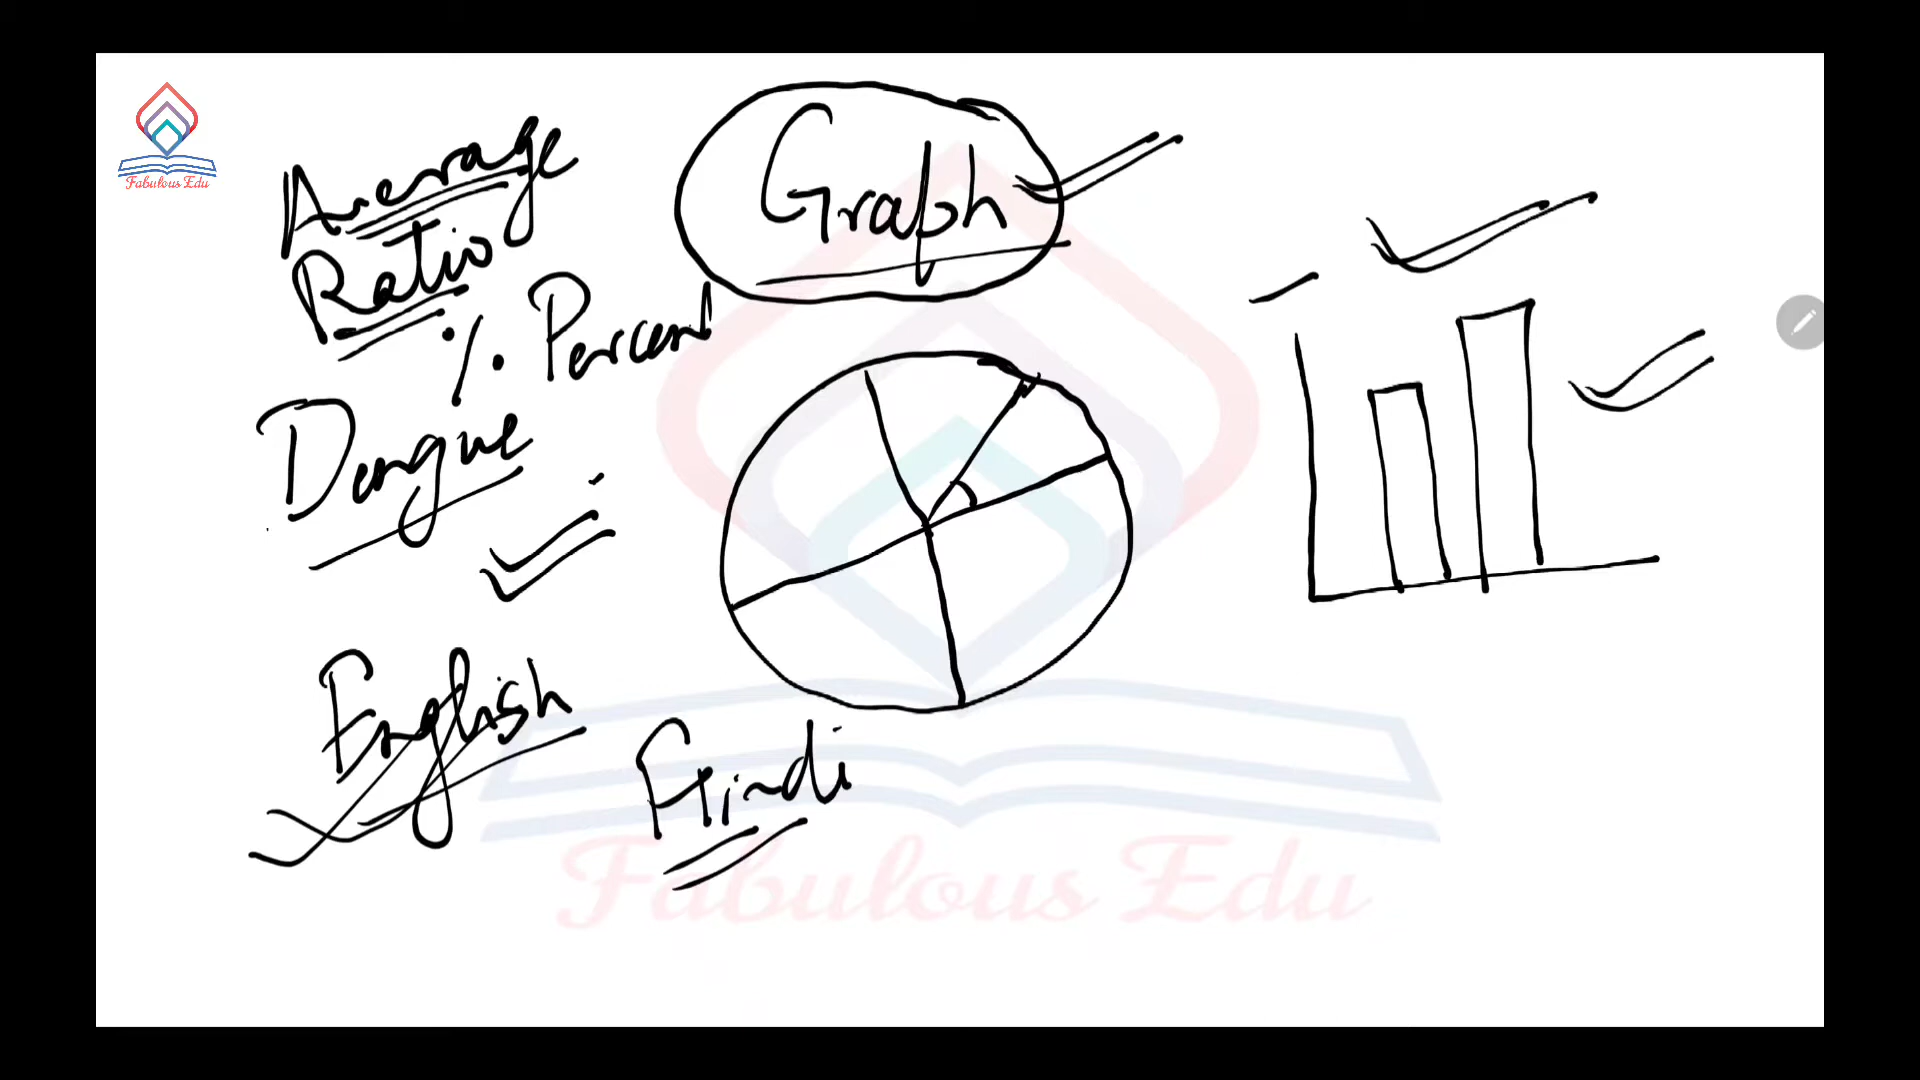 Fabulous Edu
Average
Graph
Ratio
% Percent
Dengue
English
Hindi
Fabulous Edu